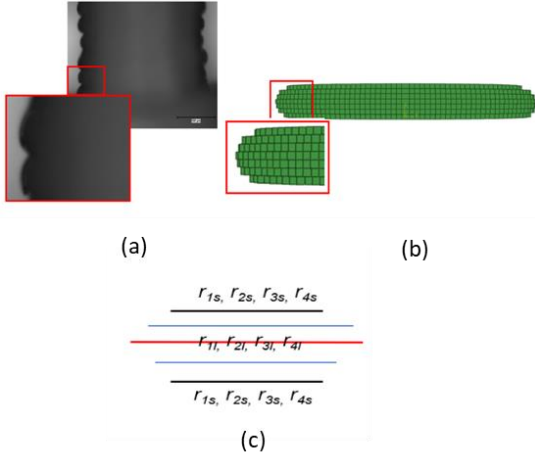 (a)
(b)
r1s, r2s, r3s, r4s
r1l, r2l, r3l, r4l
r1s, r2s, r3s, r4s
(c)